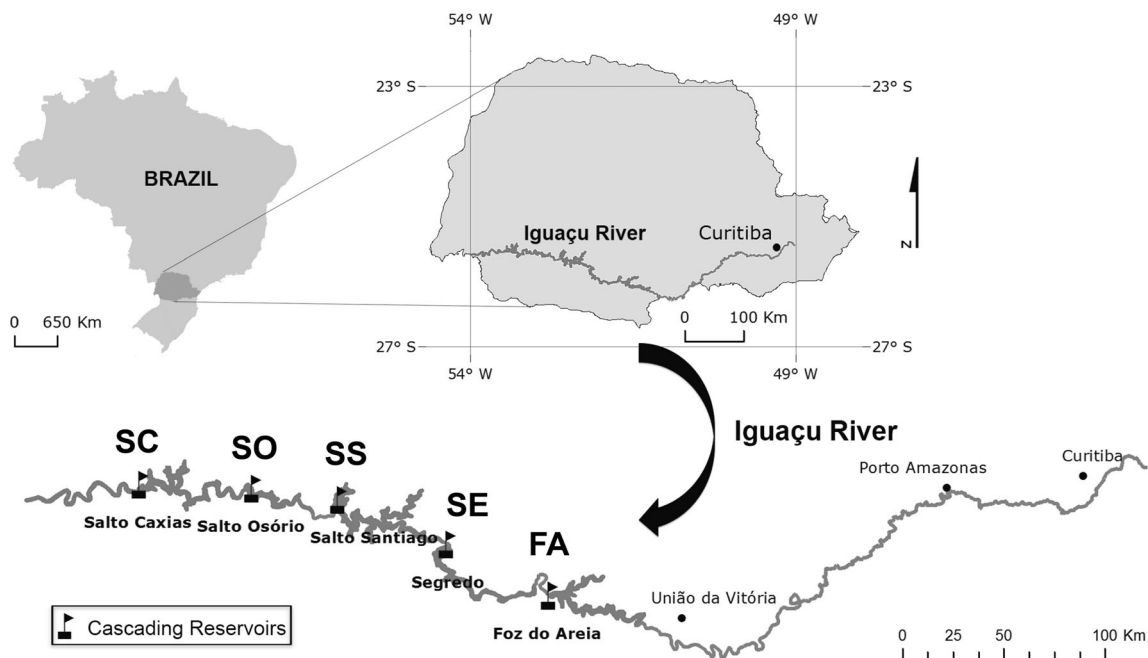 54° W
49° W
23° S
23° S
BRAZIL
Iguaçu River
Curitiba
N
0 650 Km
0 100 Km
27° S
27° S
54° W
49° W
Iguaçu River
SC
SO
SS
SE
FA
Porto Amazonas
Curitiba
Salto Caxias
Salto Osório
Salto Santiago
Segredo
Foz do Areia
União da Vitória
Cascading Reservoirs
0 25 50 100 Km